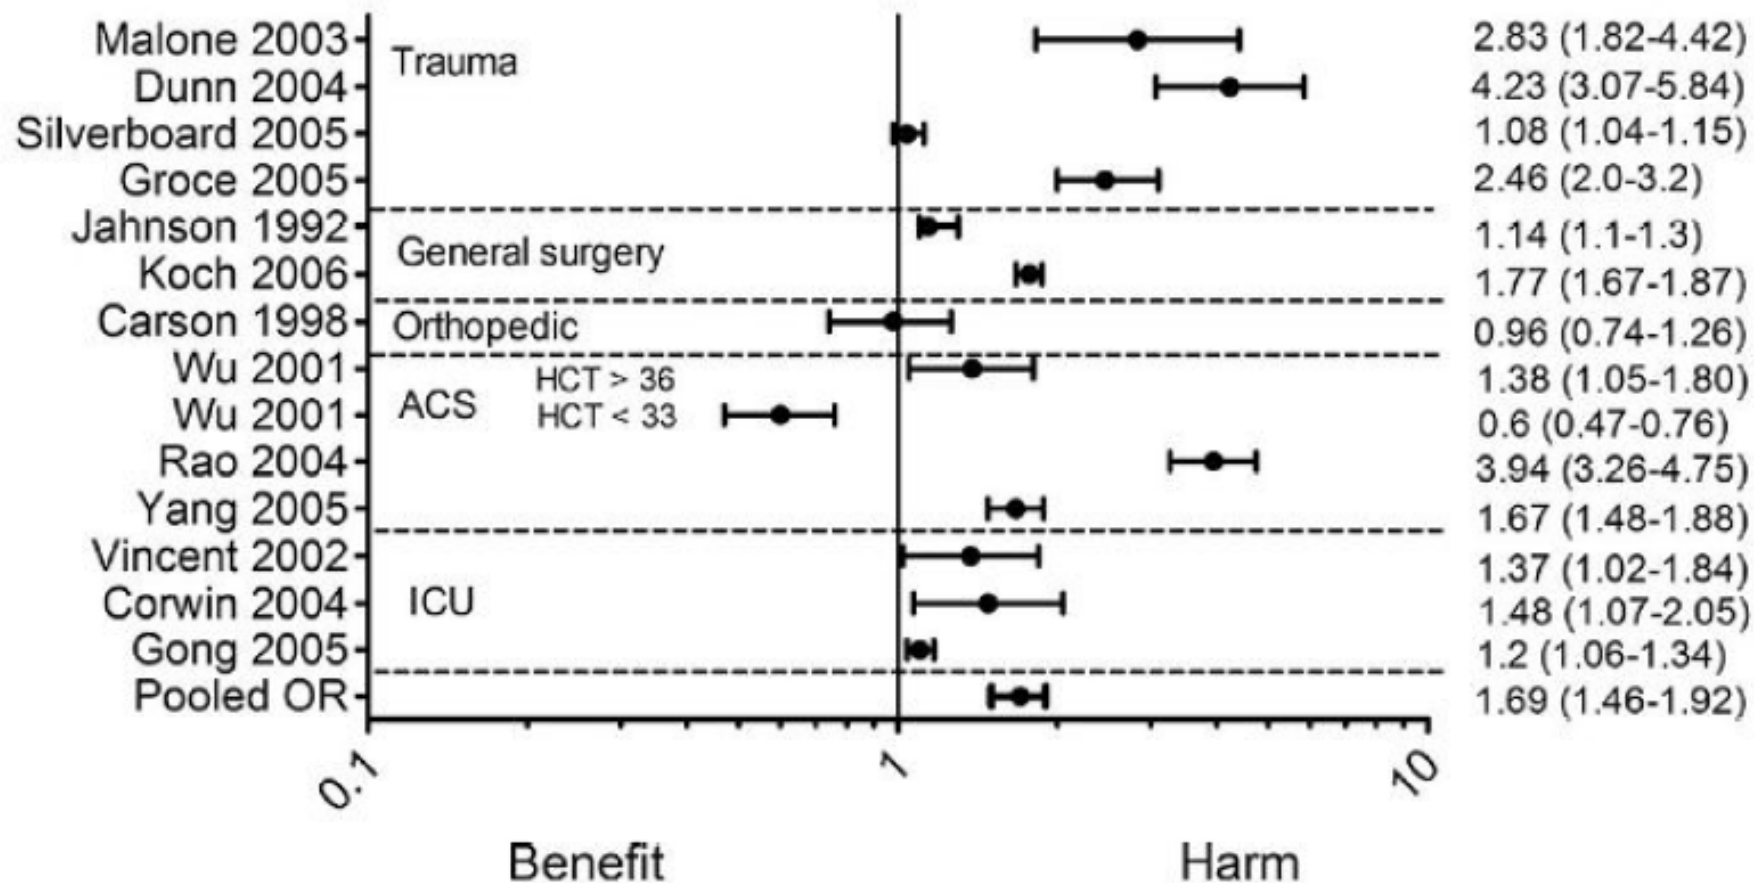 Malone 2003 2.83 (1.82-4.42)
Trauma
Dunn 2004 4.23 (3.07-5.84)
Silverboard 2005 1.08 (1.04-1.15)
Groce 2005 2.46 (2.0-3.2)
Jahnson 1992 1.14 (1.1-1.3)
General surgery
Koch 2006 1.77 (1.67-1.87)
Carson 1998 Orthopedic 0.96 (0.74-1.26)
Wu 2001 HCT > 36 1.38 (1.05-1.80)
ACS
Wu 2001 HCT < 33 0.6 (0.47-0.76)
Rao 2004 3.94 (3.26-4.75)
Yang 2005 1.67 (1.48-1.88)
Vincent 2002 1.37 (1.02-1.84)
Corwin 2004 ICU 1.48 (1.07-2.05)
Gong 2005 1.2 (1.06-1.34)
Pooled OR 1.69 (1.46-1.92)
0.1 1 10
Benefit Harm